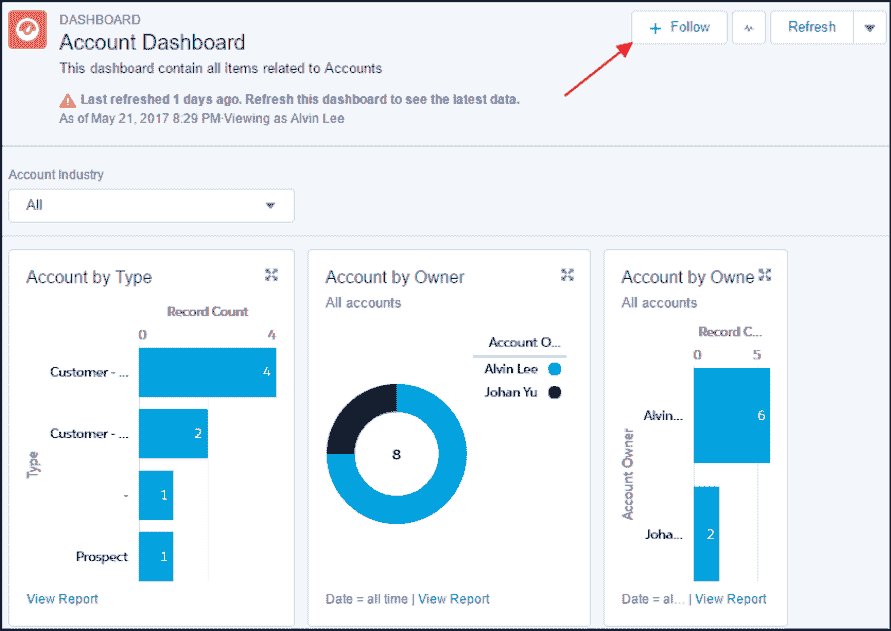 DASHBOARD
Account Dashboard
This dashboard contain all items related to Accounts
Last refreshed 1 days ago. Refresh this dashboard to see the latest data.
As of May 21, 2017 8:29 PM·Viewing as Alvin Lee
+ Follow
Refresh
Account Industry
All
Account by Type
Record Count
0 4
Customer - ... 4
Customer - ... 2
- 1
Prospect 1
Type
View Report
Account by Owner
All accounts
Account O...
Alvin Lee
Johan Yu
8
Date = all time | View Report
Account by Owne
All accounts
Record C...
0 5
Alvin... 6
Joha... 2
Account Owner
Date = al... | View Report